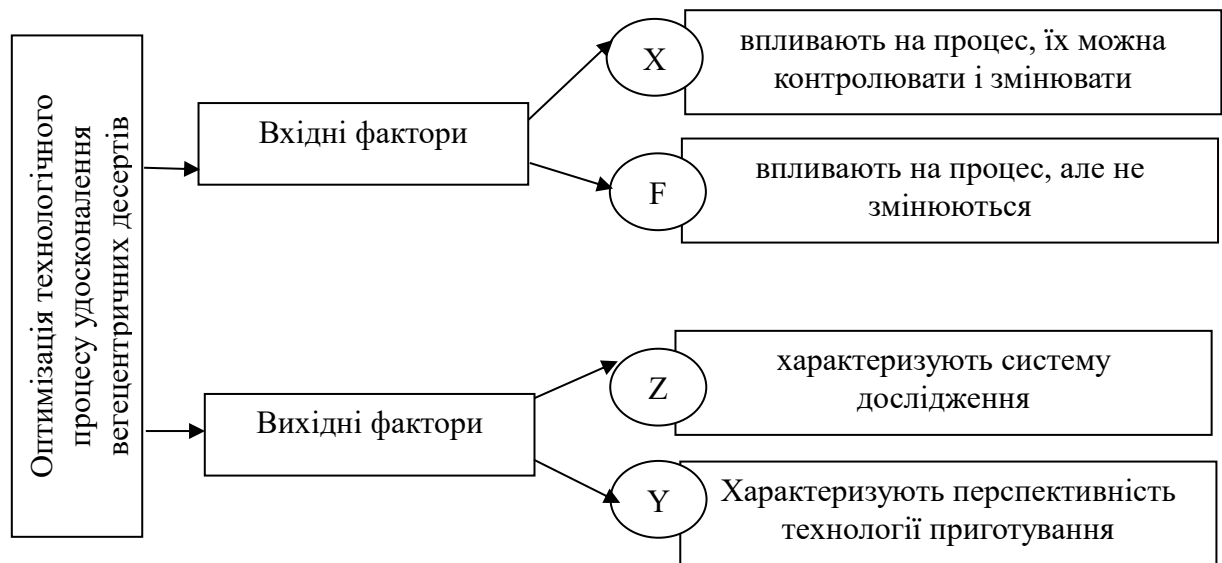 Оптимізація технологічного
процесу удосконалення
вегецентричних десертів
Вхідні фактори
X
впливають на процес, їх можна
контролювати і змінювати
F
впливають на процес, але не
змінюються
Вихідні фактори
Z
характеризують систему
дослідження
Y
Характеризують перспективність
технології приготування